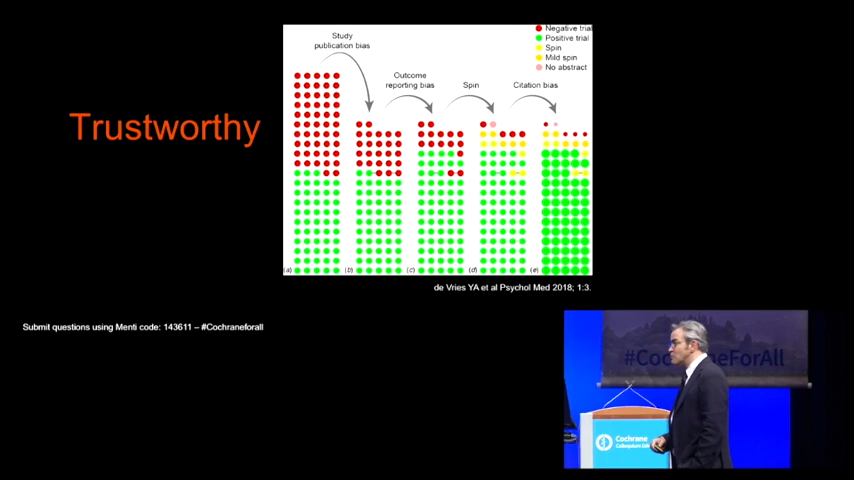 Trustworthy
Study
publication bias
Outcome
reporting bias
Spin
Citation bias
Negative trial
Positive trial
Spin
Mild spin
No abstract
(a)
(b)
(c)
(d)
(e)
de Vries YA et al Psychol Med 2018; 1:3.
Submit questions using Menti code: 143611 – #Cochraneforall
#CochraneForAll
Cochrane